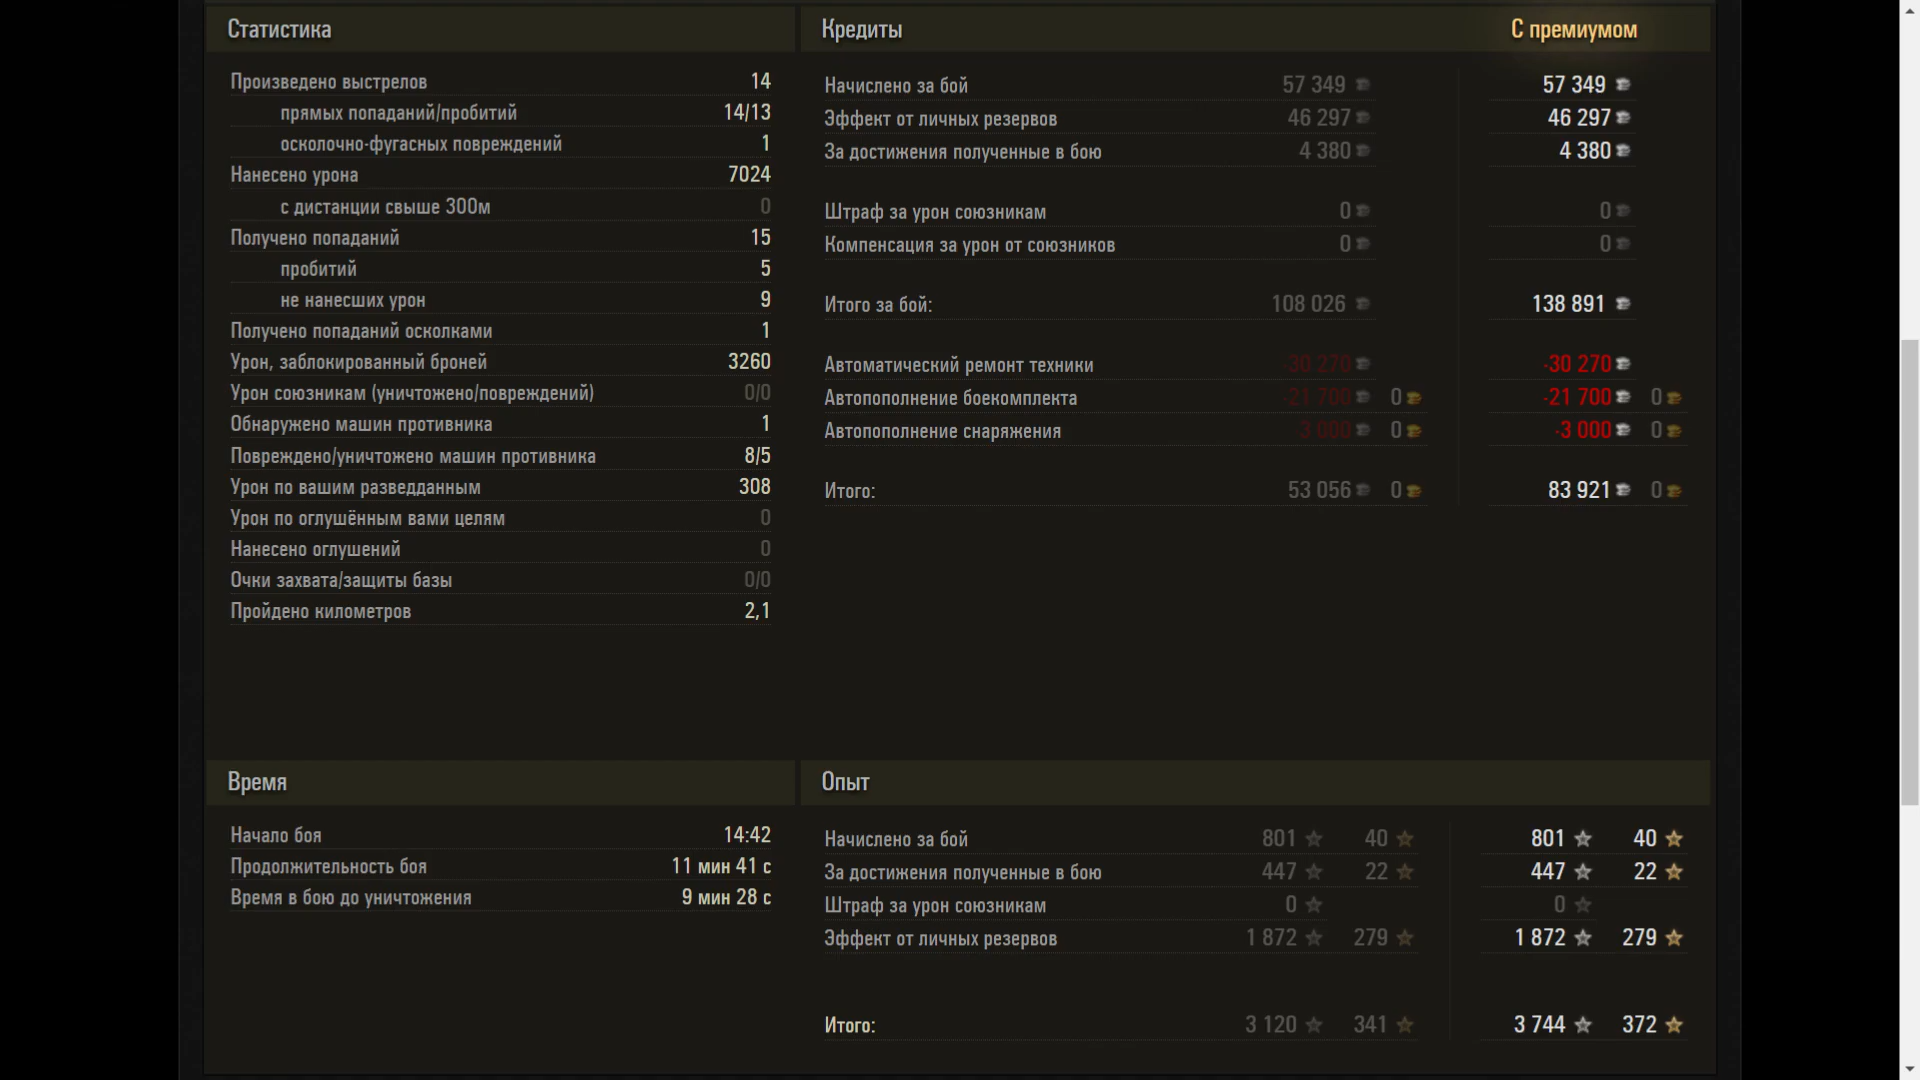 Статистика
Произведено выстрелов 14
прямых попаданий/пробитий 14/13
осколочно-фугасных повреждений 1
Нанесено урона 7024
с дистанции свыше 300м 0
Получено попаданий 15
пробитий 5
не нанесших урон 9
Получено попаданий осколками 1
Урон, заблокированный броней 3260
Урон союзникам (уничтожено/повреждений) 0/0
Обнаружено машин противника 1
Повреждено/уничтожено машин противника 8/5
Урон по вашим разведданным 308
Урон по оглушённым вами целям 0
Нанесено оглушений 0
Очки захвата/защиты базы 0/0
Пройдено километров 2,1
Кредиты С премиумом
Начислено за бой 57 349 57 349
Эффект от личных резервов 46 297 46 297
За достижения полученные в бою 4 380 4 380
Штраф за урон союзникам 0 0
Компенсация за урон от союзников 0 0
Итого за бой: 108 026 138 891
Автоматический ремонт техники -30 270 -30 270
Автопополнение боекомплекта -21 700 0 -21 700 0
Автопополнение снаряжения -3 000 0 -3 000 0
Итого: 53 056 0 83 921 0
Время
Начало боя 14:42
Продолжительность боя 11 мин 41 с
Время в бою до уничтожения 9 мин 28 с
Опыт
Начислено за бой 801 40 801 40
За достижения полученные в бою 447 22 447 22
Штраф за урон союзникам 0 0
Эффект от личных резервов 1 872 279 1 872 279
Итого: 3 120 341 3 744 372